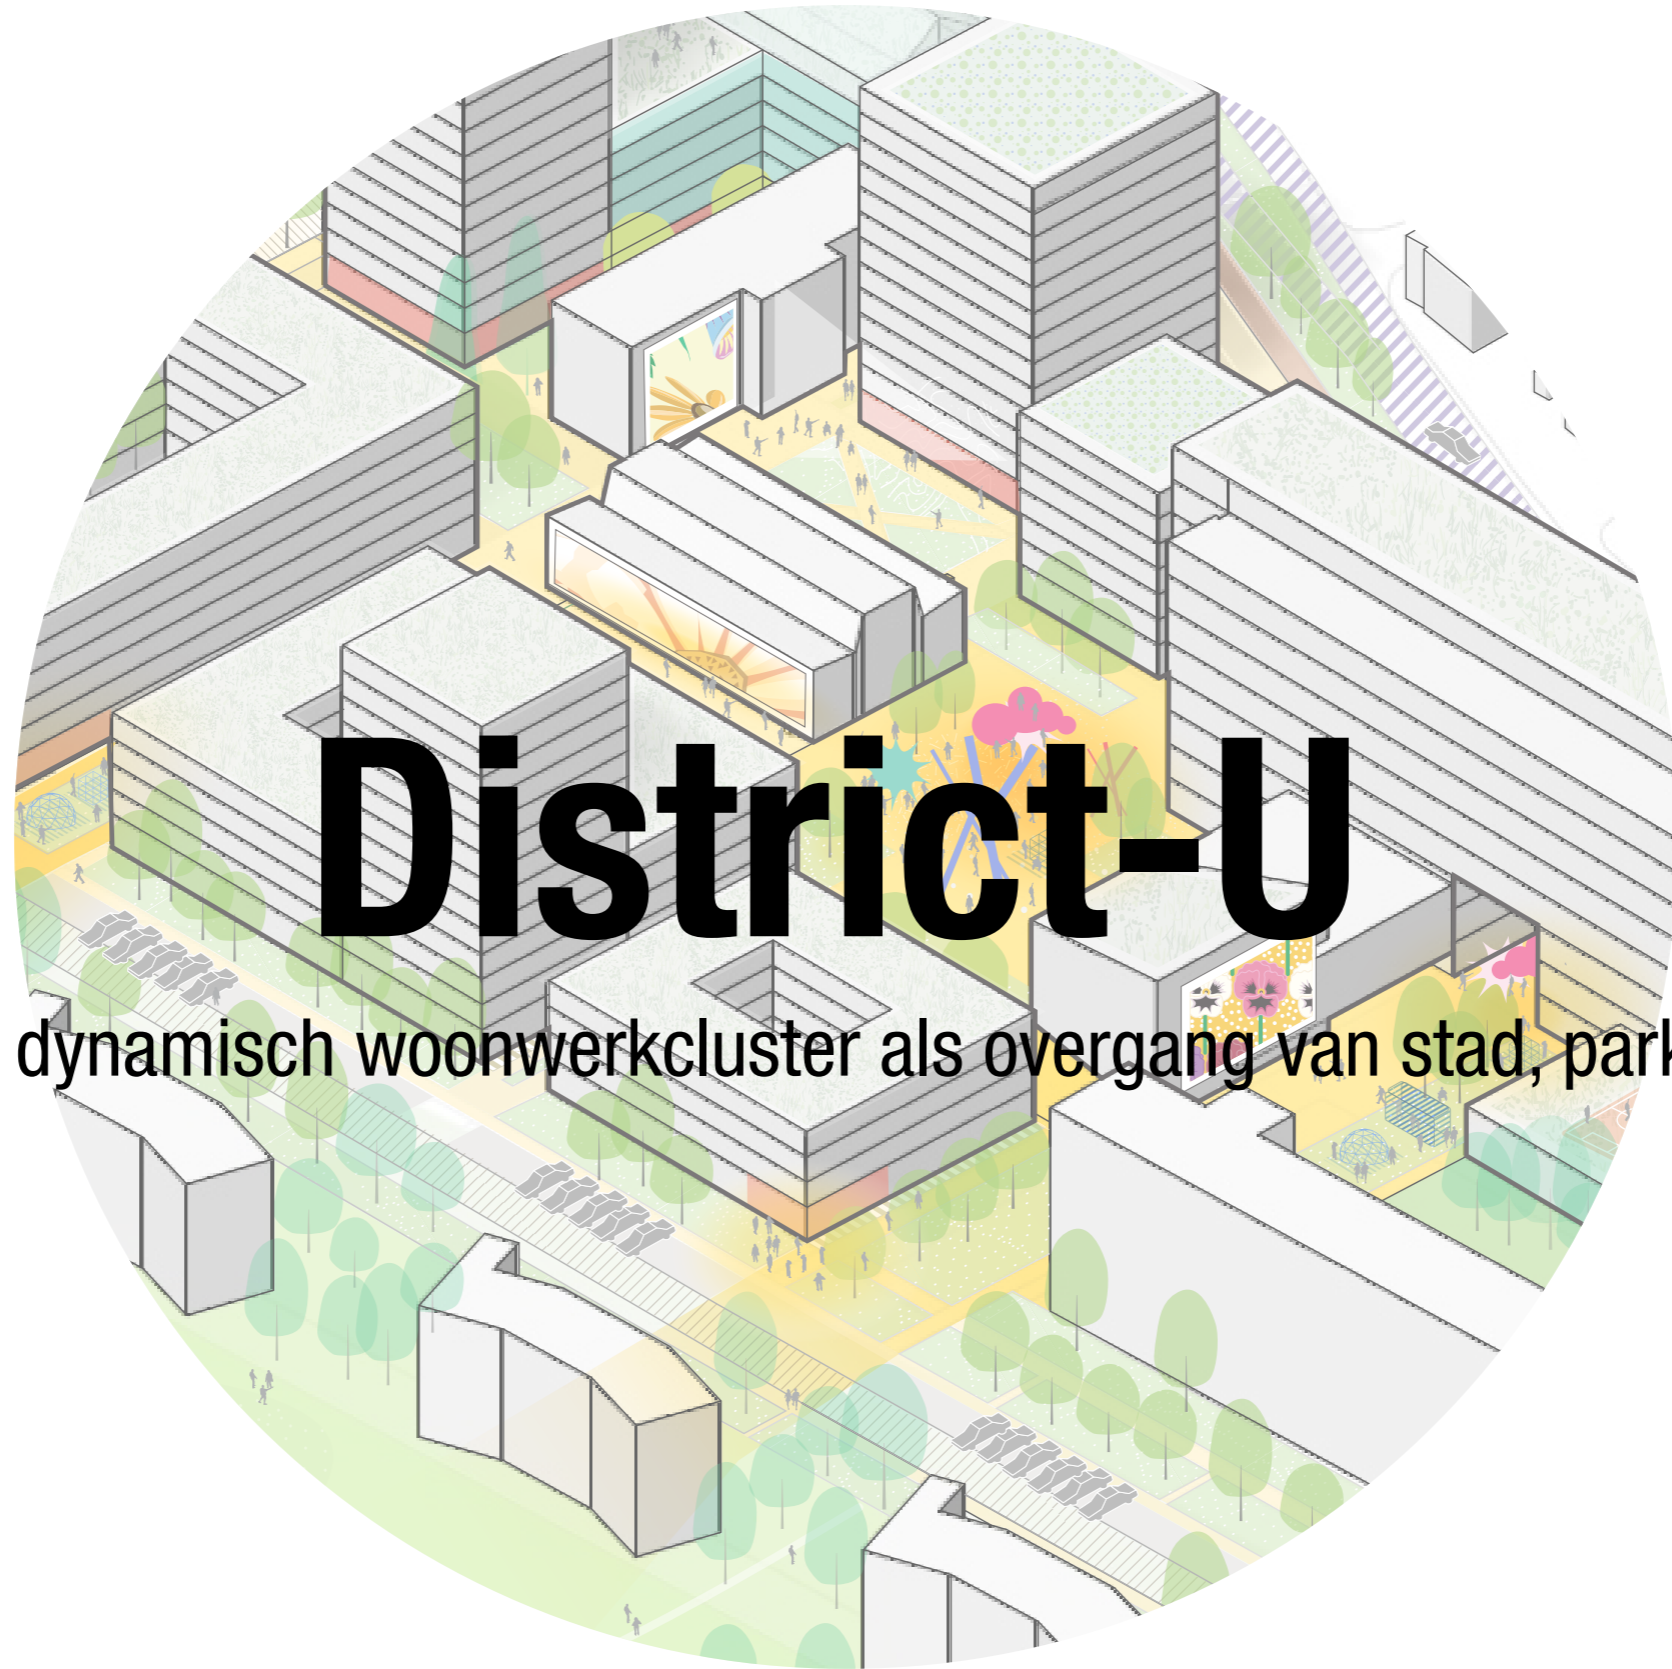 District-U
dynamisch woonwerkcluster als overgang van stad, park